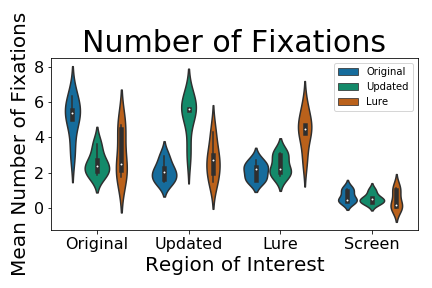 Number of Fixations
Mean Number of Fixations
8
6
4
2
0
Original
Updated
Lure
Original Updated Lure Screen
Region of Interest